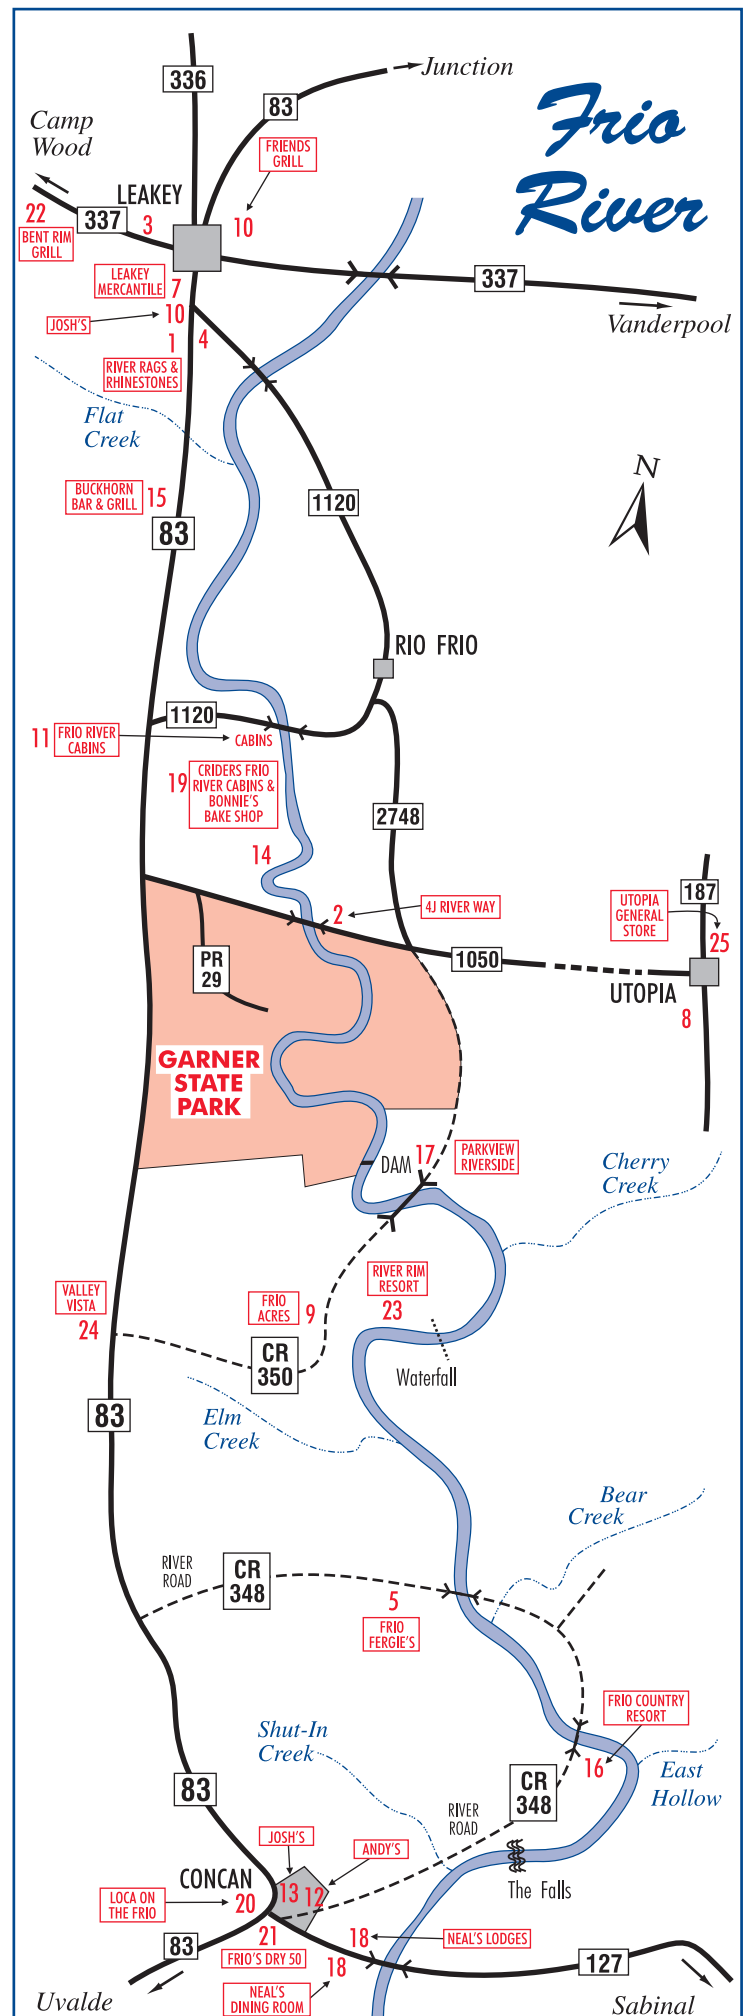 336
Junction
83
Frio
River
Camp
Wood
FRIENDS
GRILL
LEAKEY
22
337
3
10
BENT RIM
GRILL
LEAKEY
MERCANTILE
7
337
Vanderpool
JOSH'S
10
1
4
RIVER RAGS &
RHINESTONES
Flat
Creek
N
BUCKHORN
BAR & GRILL
15
1120
83
RIO FRIO
1120
11
FRIO RIVER
CABINS
CABINS
19
CRIDERS FRIO
RIVER CABINS &
BONNIE'S
BAKE SHOP
2748
14
2
4J RIVER WAY
UTOPIA
GENERAL
STORE
187
25
PR
29
1050
UTOPIA
8
GARNER
STATE
PARK
DAM
17
PARKVIEW
RIVERSIDE
Cherry
Creek
VALLEY
VISTA
24
FRIO
ACRES
9
RIVER RIM
RESORT
23
CR
350
Waterfall
83
Elm
Creek
Bear
Creek
RIVER
ROAD
CR
348
5
FRIO
FERGIE'S
FRIO COUNTRY
RESORT
Shut-In
Creek
16
East
Hollow
83
CR
348
RIVER
ROAD
JOSH'S
ANDY'S
CONCAN
13
12
The Falls
LOCA ON
THE FRIO
20
21
18
NEAL'S LODGES
83
FRIO'S DRY 50
18
127
NEAL'S
DINING ROOM
Uvalde
Sabinal